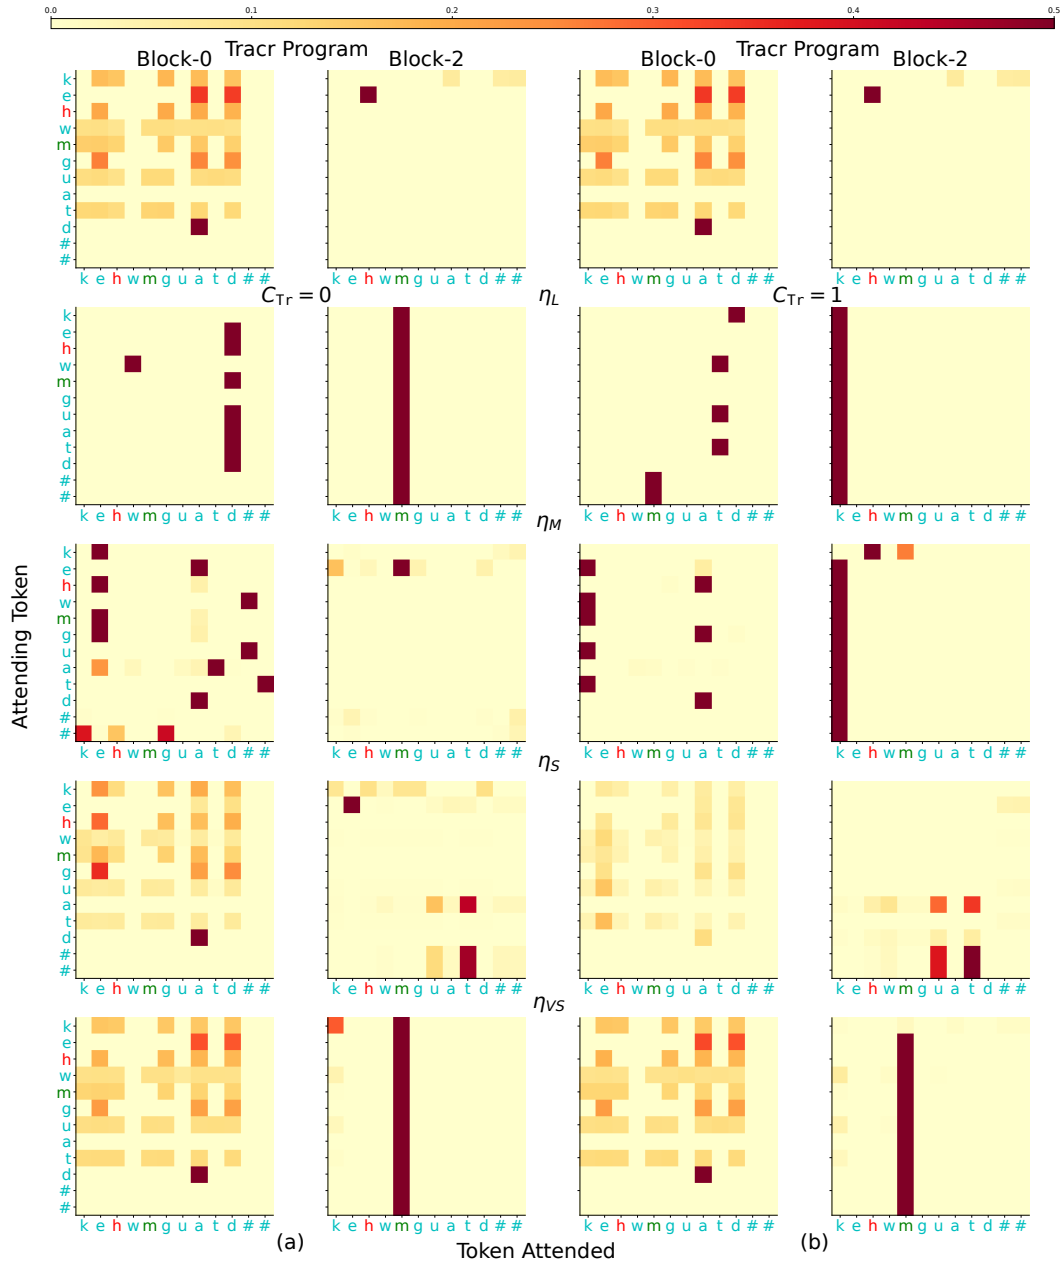 0.0 0.1 0.2 0.3 0.4 0.5
Tracr Program Tracr Program
Block-0 Block-2 Block-0 Block-2
k
e
h
w
m
g
u
a
t
d
#
#
k e h w m g u a t d # # k e h w m g u a t d # # k e h w m g u a t d # # k e h w m g u a t d # #
C_Tr = 0 η_L C_Tr = 1
k
e
h
w
m
g
u
a
t
d
#
#
k e h w m g u a t d # # k e h w m g u a t d # # k e h w m g u a t d # # k e h w m g u a t d # #
η_M
k
e
h
w
m
g
u
a
t
d
#
#
k e h w m g u a t d # # k e h w m g u a t d # # k e h w m g u a t d # # k e h w m g u a t d # #
η_S
k
e
h
w
m
g
u
a
t
d
#
#
k e h w m g u a t d # # k e h w m g u a t d # # k e h w m g u a t d # # k e h w m g u a t d # #
η_VS
k
e
h
w
m
g
u
a
t
d
#
#
k e h w m g u a t d # # k e h w m g u a t d # # k e h w m g u a t d # # k e h w m g u a t d # #
Attending Token
(a) (b)
Token Attended